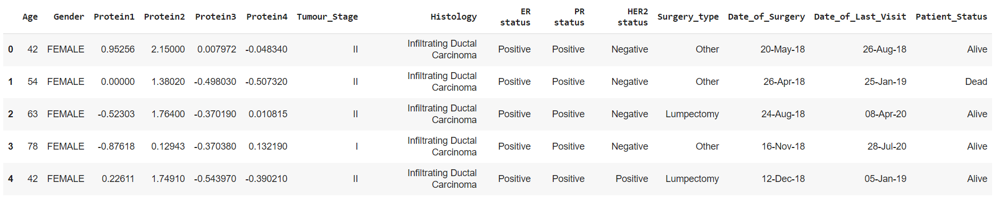 Age Gender Protein1 Protein2 Protein3 Protein4 Tumour_Stage Histology ER status PR status HER2 status Surgery_type Date_of_Surgery Date_of_Last_Visit Patient_Status
0 42 FEMALE 0.95256 2.15000 0.007972 -0.048340 II Infiltrating Ductal Carcinoma Positive Positive Negative Other 20-May-18 26-Aug-18 Alive
1 54 FEMALE 0.00000 1.38020 -0.498030 -0.507320 II Infiltrating Ductal Carcinoma Positive Positive Negative Other 26-Apr-18 25-Jan-19 Dead
2 63 FEMALE -0.52303 1.76400 -0.370190 0.010815 II Infiltrating Ductal Carcinoma Positive Positive Negative Lumpectomy 24-Aug-18 08-Apr-20 Alive
3 78 FEMALE -0.87618 0.12943 -0.370380 0.132190 I Infiltrating Ductal Carcinoma Positive Positive Negative Other 16-Nov-18 28-Jul-20 Alive
4 42 FEMALE 0.22611 1.74910 -0.543970 -0.390210 II Infiltrating Ductal Carcinoma Positive Positive Positive Lumpectomy 12-Dec-18 05-Jan-19 Alive